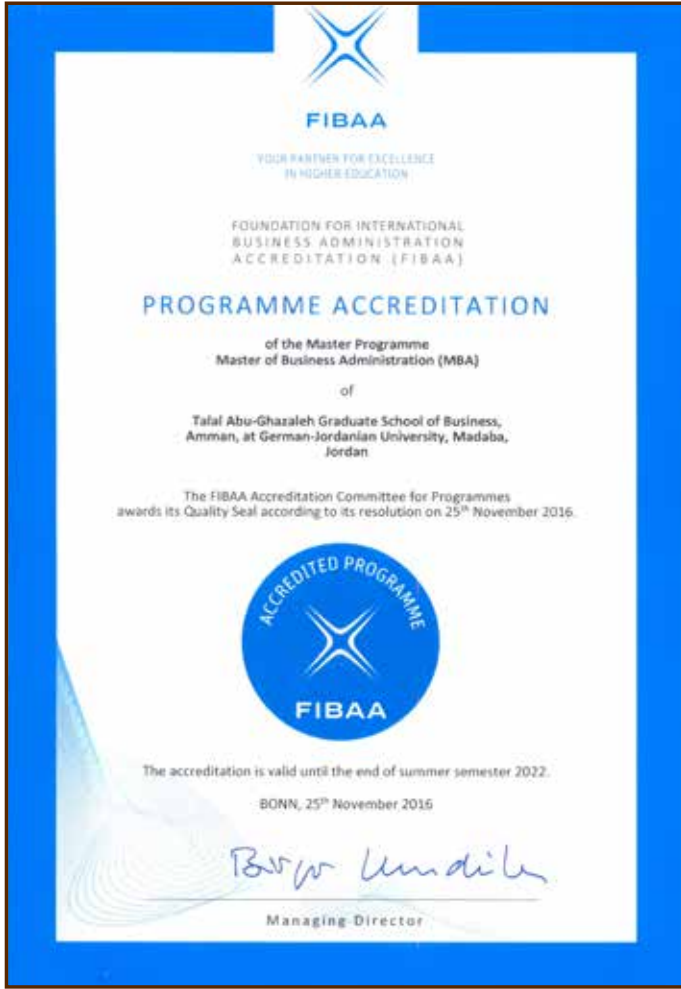 FIBAA
YOUR PARTNER FOR EXCELLENCE
IN HIGHER EDUCATION
FOUNDATION FOR INTERNATIONAL
BUSINESS ADMINISTRATION
ACCREDITATION (FIBAA)
PROGRAMME ACCREDITATION
of the Master Programme
Master of Business Administration (MBA)
of
Talal Abu-Ghazaleh Graduate School of Business,
Amman, at German-Jordanian University, Madaba,
Jordan
The FIBAA Accreditation Committee for Programmes
awards its Quality Seal according to its resolution on 25th November 2016.
ACCREDITED PROGRAMME
FIBAA
The accreditation is valid until the end of summer semester 2022.
BONN, 25th November 2016
Managing Director